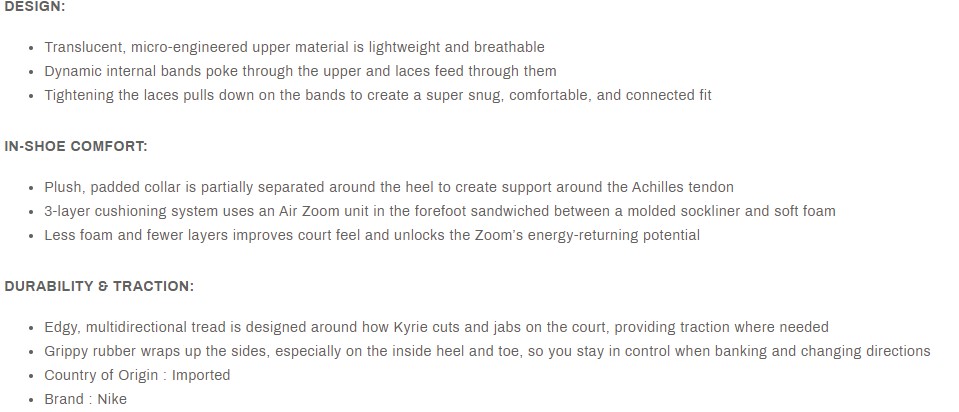 DESIGN:
• Translucent, micro-engineered upper material is lightweight and breathable
• Dynamic internal bands poke through the upper and laces feed through them
• Tightening the laces pulls down on the bands to create a super snug, comfortable, and connected fit
IN-SHOE COMFORT:
• Plush, padded collar is partially separated around the heel to create support around the Achilles tendon
• 3-layer cushioning system uses an Air Zoom unit in the forefoot sandwiched between a molded sockliner and soft foam
• Less foam and fewer layers improves court feel and unlocks the Zoom's energy-returning potential
DURABILITY & TRACTION:
• Edgy, multidirectional tread is designed around how Kyrie cuts and jabs on the court, providing traction where needed
• Grippy rubber wraps up the sides, especially on the inside heel and toe, so you stay in control when banking and changing directions
• Country of Origin : Imported
• Brand : Nike